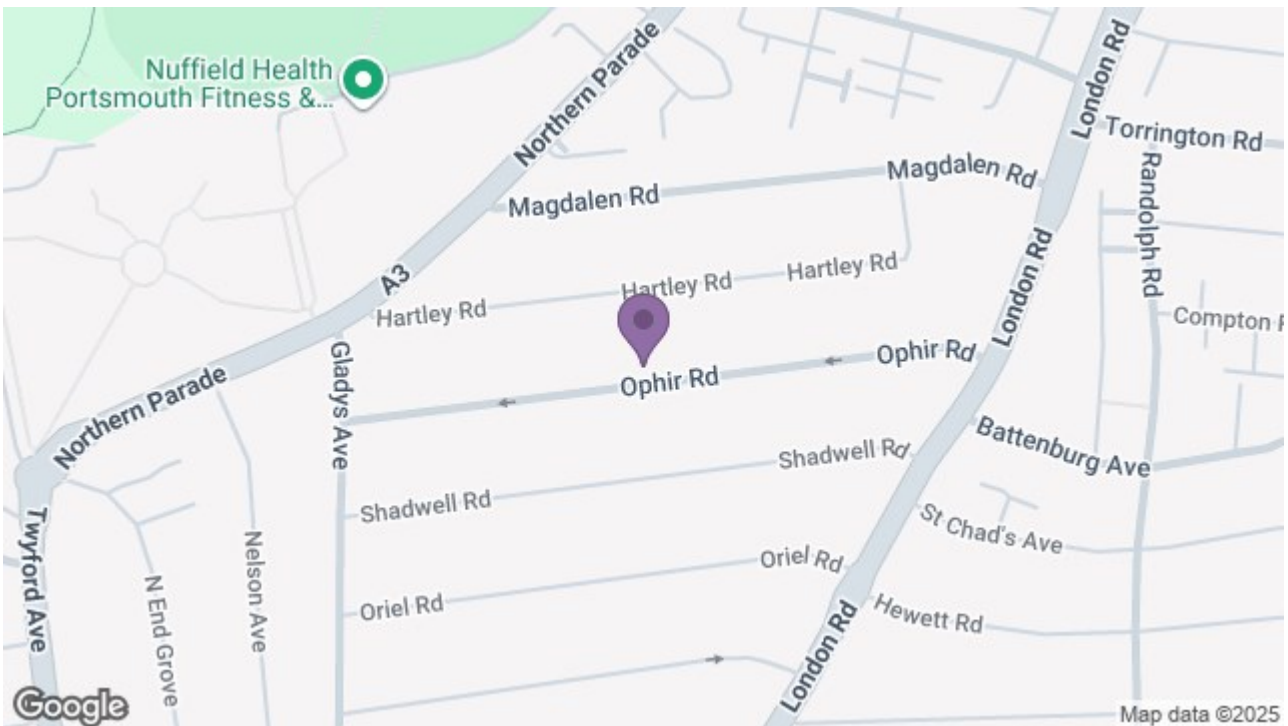 Nuffield Health
Portsmouth Fitness &...
Northern Parade
London Rd
Torrington Rd
Magdalen Rd
Magdalen Rd
Randolph Rd
A3
Hartley Rd
Hartley Rd
Hartley Rd
London Rd
Compton R
Gladys Ave
Ophir Rd
Ophir Rd
Northern Parade
Battenburg Ave
Shadwell Rd
Shadwell Rd
Twyford Ave
Nelson Ave
St Chad's Ave
Oriel Rd
Oriel Rd
N End Grove
Hewett Rd
London Rd
Google
Map data ©2025